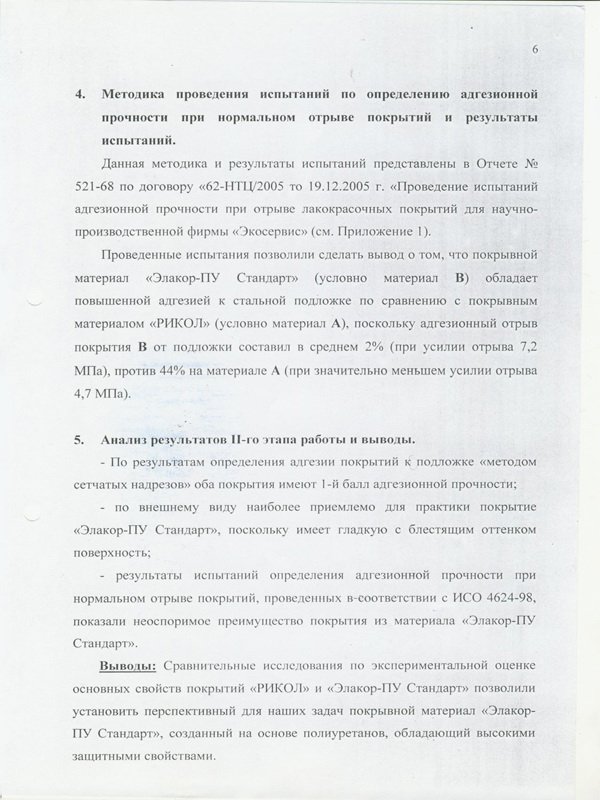 6
4. Методика проведения испытаний по определению адгезионной
прочности при нормальном отрыве покрытий и результаты
испытаний.
Данная методика и результаты испытаний представлены в Отчете №
521-68 по договору «62-НТЦ/2005 то 19.12.2005 г. «Проведение испытаний
адгезионной прочности при отрыве лакокрасочных покрытий для научно-
производственной фирмы «Экосервис» (см. Приложение 1).
Проведенные испытания позволили сделать вывод о том, что покрывной
материал «Элакор-ПУ Стандарт» (условно материал В) обладает
повышенной адгезией к стальной подложке по сравнению с покрывным
материалом «РИКОЛ» (условно материал А), поскольку адгезионный отрыв
покрытия В от подложки составил в среднем 2% (при усилии отрыва 7,2
МПа), против 44% на материале А (при значительно меньшем усилии отрыва
4,7 МПа).
5. Анализ результатов II-го этапа работы и выводы.
- По результатам определения адгезии покрытий к подложке «методом
сетчатых надрезов» оба покрытия имеют 1-й балл адгезионной прочности;
- по внешнему виду наиболее приемлемо для практики покрытие
«Элакор-ПУ Стандарт», поскольку имеет гладкую с блестящим оттенком
поверхность;
- результаты испытаний определения адгезионной прочности при
нормальном отрыве покрытий, проведенных в соответствии с ИСО 4624-98,
показали неоспоримое преимущество покрытия из материала «Элакор-ПУ
Стандарт».
Выводы: Сравнительные исследования по экспериментальной оценке
основных свойств покрытий «РИКОЛ» и «Элакор-ПУ Стандарт» позволили
установить перспективный для наших задач покрывной материал «Элакор-
ПУ Стандарт», созданный на основе полиуретанов, обладающий высокими
защитными свойствами.